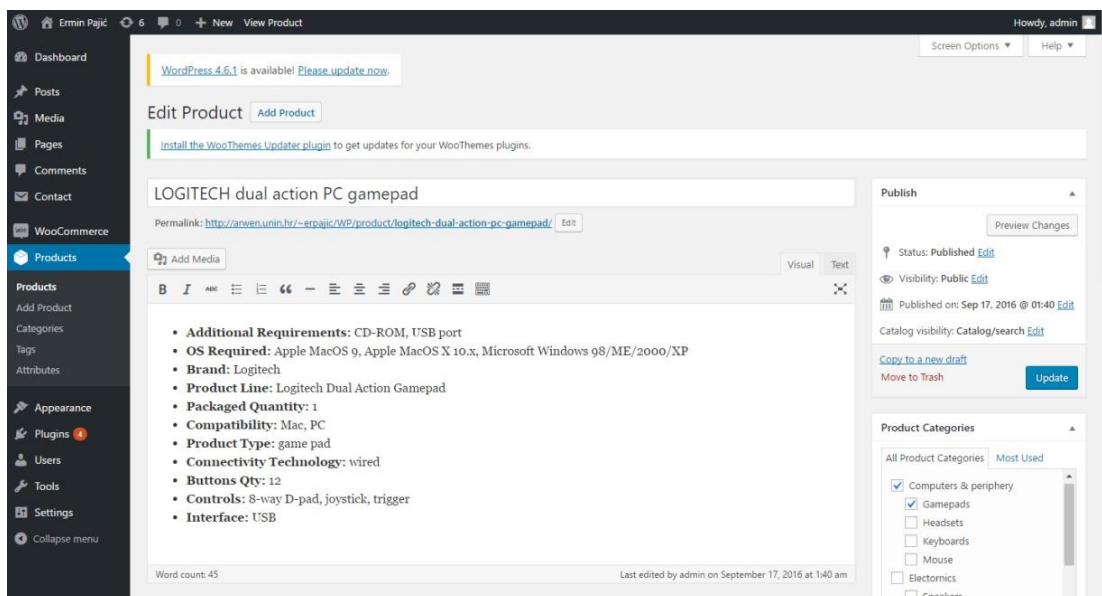 Ermin Pajić 6 0 New View Product Howdy, admin
Screen Options Help
Dashboard
Posts
Media
Pages
Comments
Contact
WooCommerce
Products
Products
Add Product
Categories
Tags
Attributes
Appearance
Plugins 4
Users
Tools
Settings
Collapse menu
WordPress 4.6.1 is available! Please update now.
Edit Product Add Product
Install the WooThemes Updater plugin to get updates for your WooThemes plugins.
LOGITECH dual action PC gamepad
Permalink: http://arwen.unin.hr/~erpajic/WP/product/logitech-dual-action-pc-gamepad/ Edit
Add Media Visual Text
B I ABC
• Additional Requirements: CD-ROM, USB port
• OS Required: Apple MacOS 9, Apple MacOS X 10.x, Microsoft Windows 98/ME/2000/XP
• Brand: Logitech
• Product Line: Logitech Dual Action Gamepad
• Packaged Quantity: 1
• Compatibility: Mac, PC
• Product Type: game pad
• Connectivity Technology: wired
• Buttons Qty: 12
• Controls: 8-way D-pad, joystick, trigger
• Interface: USB
Word count: 45 Last edited by admin on September 17, 2016 at 1:40 am
Publish
Preview Changes
Status: Published Edit
Visibility: Public Edit
Published on: Sep 17, 2016 @ 01:40 Edit
Catalog visibility: Catalog/search Edit
Copy to a new draft
Move to Trash Update
Product Categories
All Product Categories Most Used
Computers & periphery
Gamepads
Headsets
Keyboards
Mouse
Electornics
Speakers